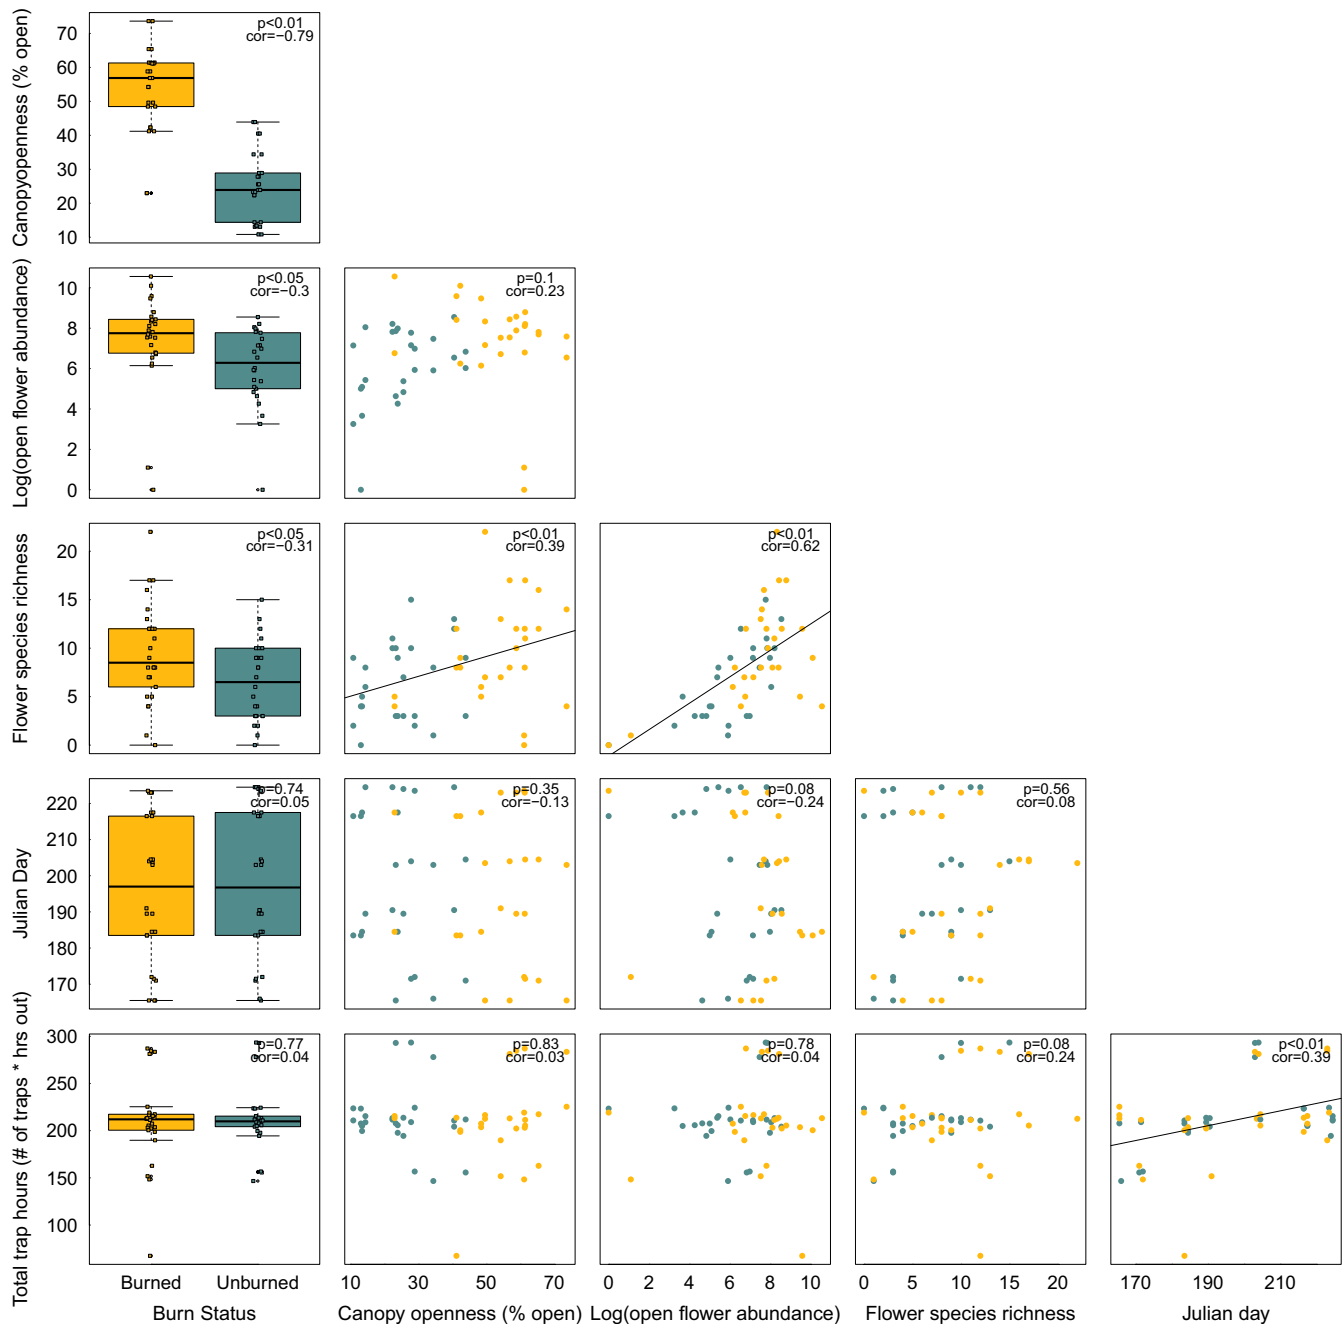 Canopyopenness (% open)
70
60
50
40
30
20
10
p<0.01
cor=−0.79
Log(open flower abundance)
10
8
6
4
2
0
p<0.05
cor=−0.3
p=0.1
cor=0.23
Flower species richness
20
15
10
5
0
p<0.05
cor=−0.31
p<0.01
cor=0.39
p<0.01
cor=0.62
Julian Day
220
210
200
190
180
170
p=0.74
cor=0.05
p=0.35
cor=−0.13
p=0.08
cor=−0.24
p=0.56
cor=0.08
Total trap hours (# of traps * hrs out)
300
250
200
150
100
p=0.77
cor=0.04
p=0.83
cor=0.03
p=0.78
cor=0.04
p=0.08
cor=0.24
p<0.01
cor=0.39
Burned Unburned
10 30 50 70
0 2 4 6 8 10
0 5 10 15 20
170 190 210
Burn Status
Canopy openness (% open)
Log(open flower abundance)
Flower species richness
Julian day